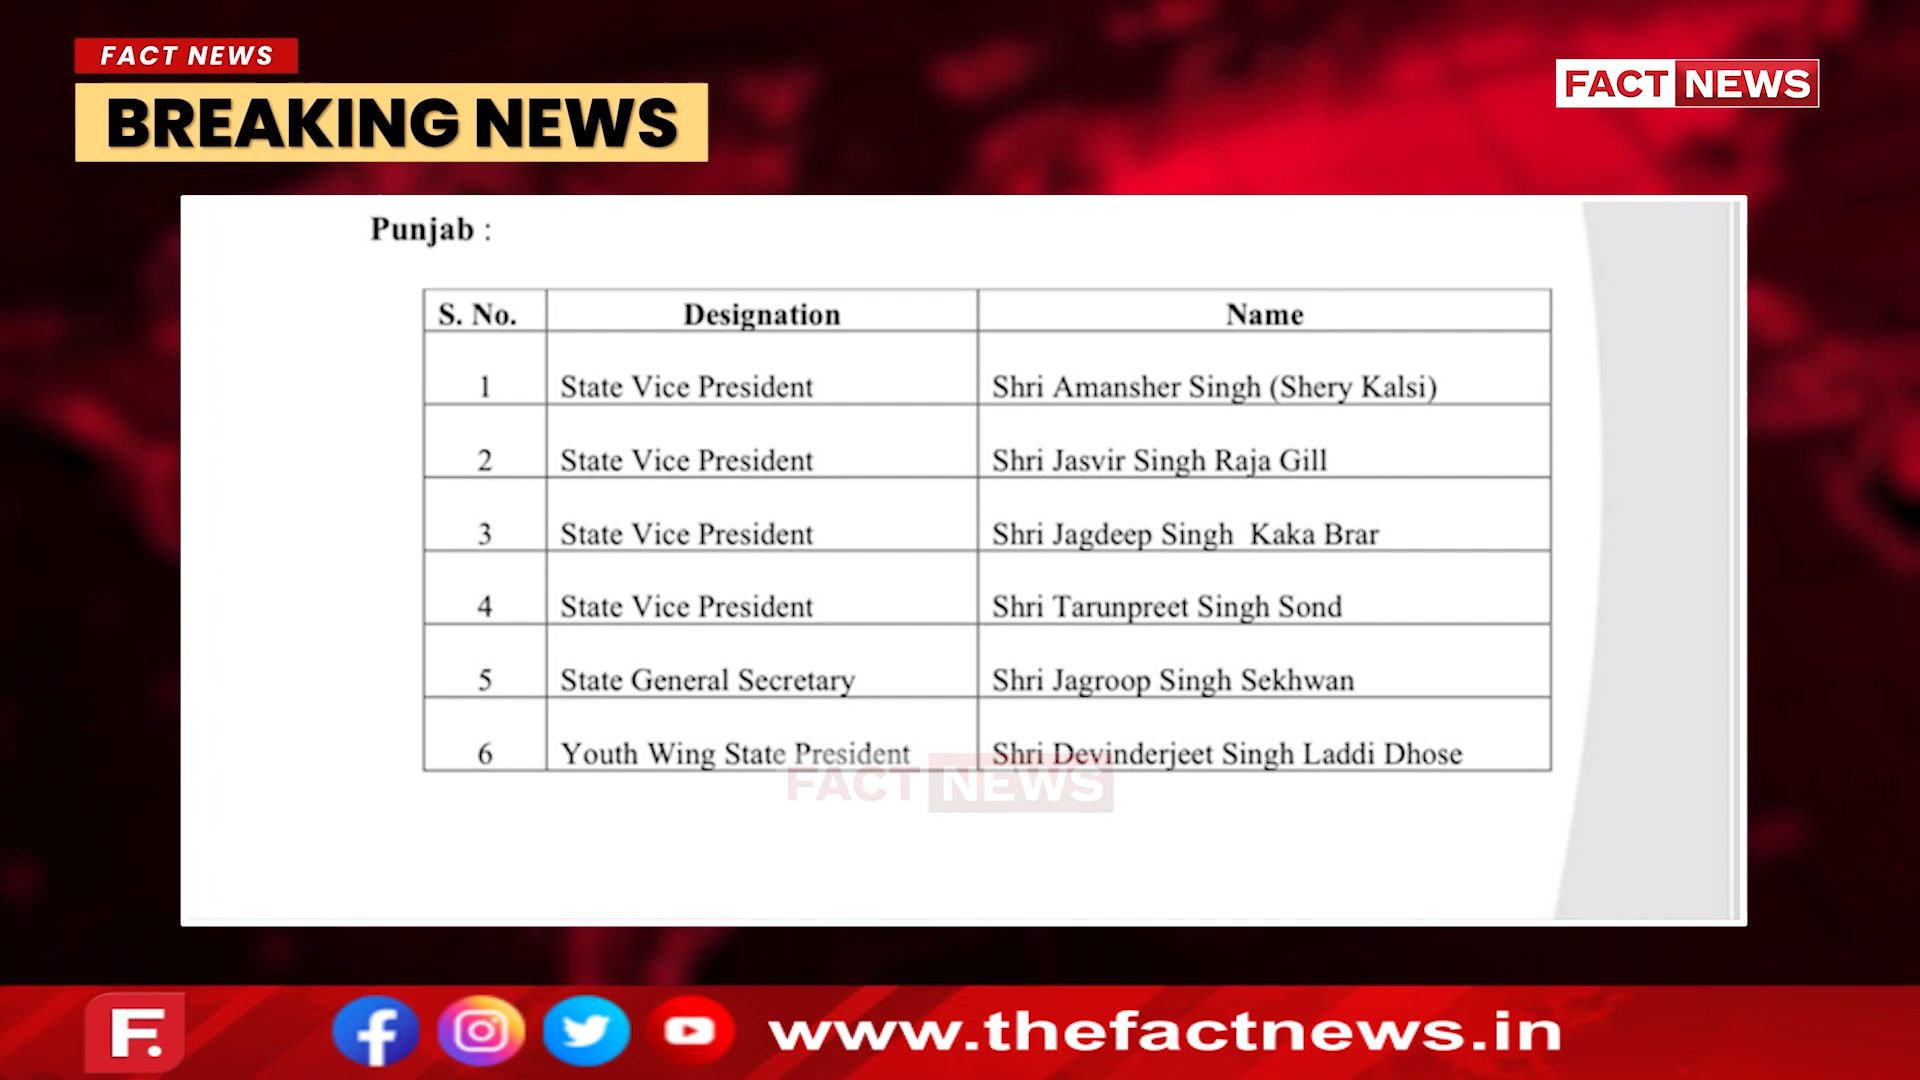 FACT NEWS
BREAKING NEWS
FACT NEWS
Punjab :
S. No. Designation Name
1 State Vice President Shri Amansher Singh (Shery Kalsi)
2 State Vice President Shri Jasvir Singh Raja Gill
3 State Vice President Shri Jagdeep Singh Kaka Brar
4 State Vice President Shri Tarunpreet Singh Sond
5 State General Secretary Shri Jagroop Singh Sekhwan
6 Youth Wing State President Shri Devinderjeet Singh Laddi Dhose
FACT NEWS
F. www.thefactnews.in